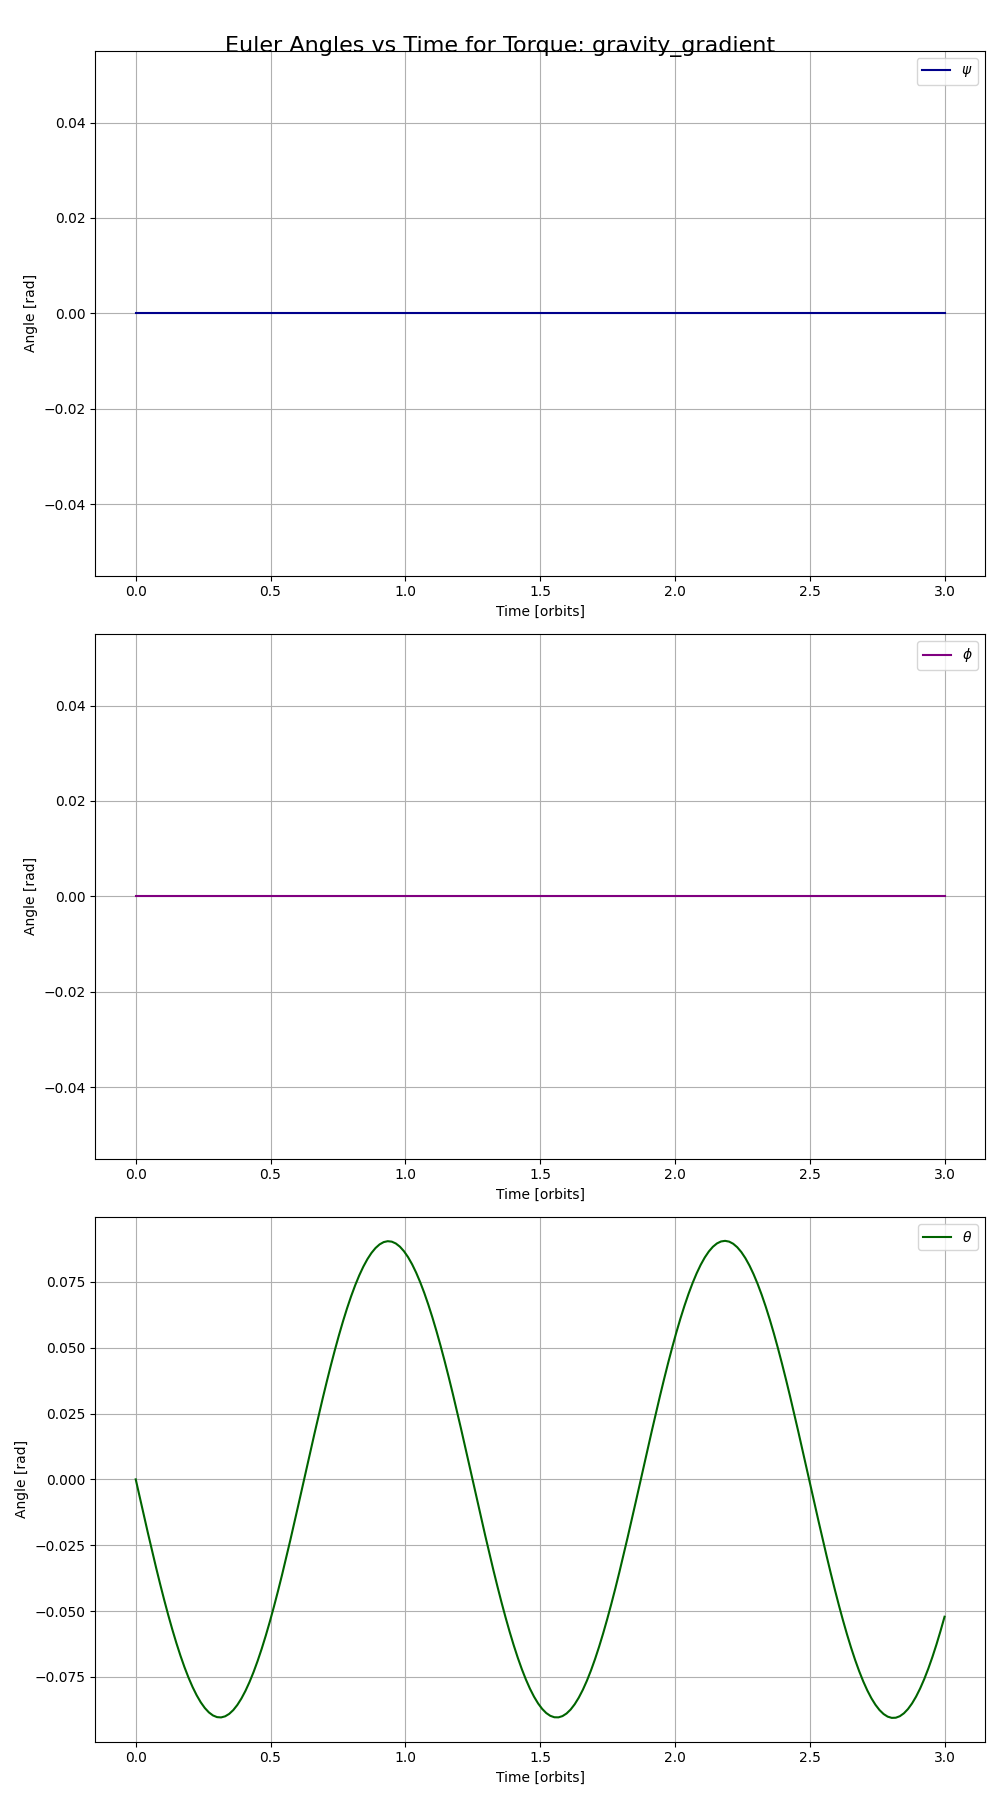 Euler Angles vs Time for Torque: gravity_gradient
ψ
0.04
0.02
0.00
−0.02
−0.04
Angle [rad]
0.0 0.5 1.0 1.5 2.0 2.5 3.0
Time [orbits]
ϕ
0.04
0.02
0.00
−0.02
−0.04
Angle [rad]
0.0 0.5 1.0 1.5 2.0 2.5 3.0
Time [orbits]
θ
0.075
0.050
0.025
0.000
−0.025
−0.050
−0.075
Angle [rad]
0.0 0.5 1.0 1.5 2.0 2.5 3.0
Time [orbits]